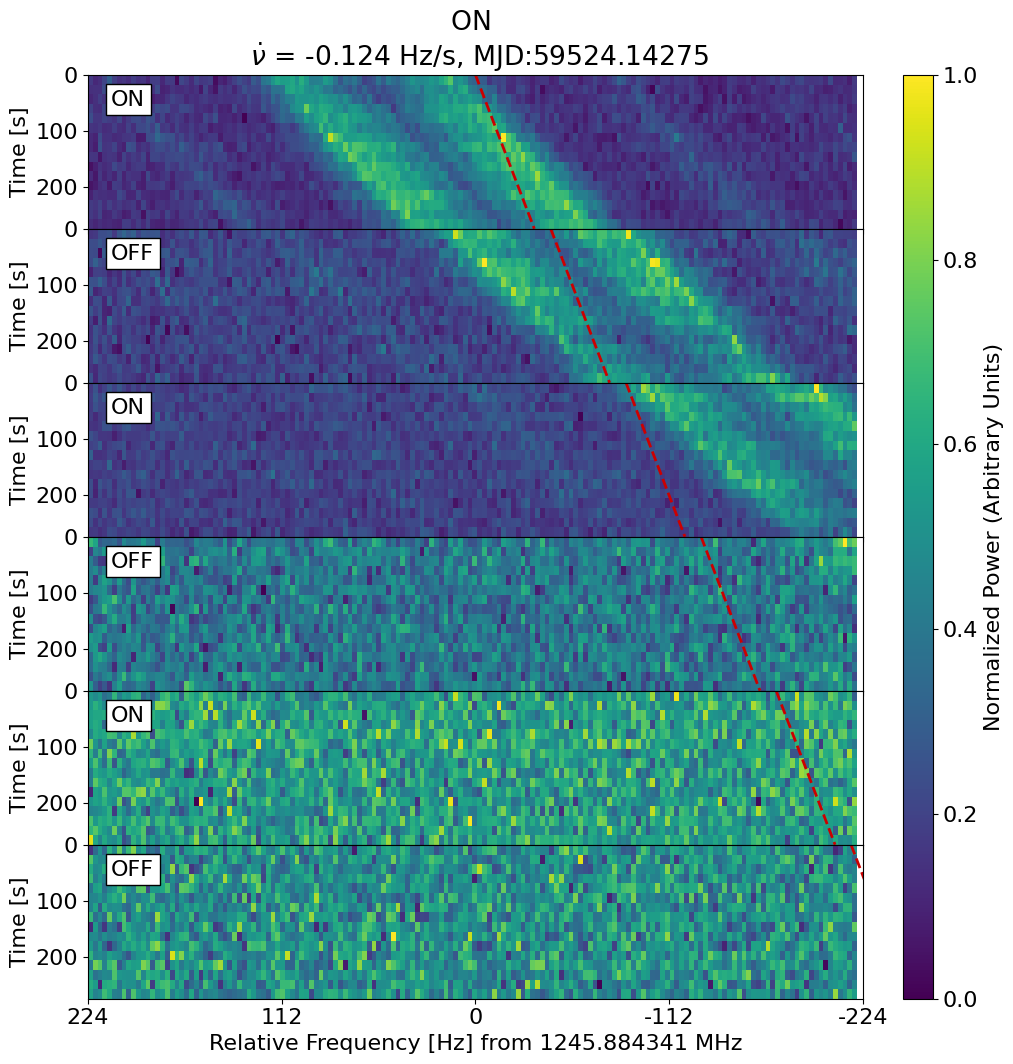 ON
ν̇ = -0.124 Hz/s, MJD:59524.14275
0
100
200
Time [s]
ON
0
100
200
Time [s]
OFF
0
100
200
Time [s]
ON
0
100
200
Time [s]
OFF
0
100
200
Time [s]
ON
0
100
200
Time [s]
OFF
224 112 0 -112 -224
Relative Frequency [Hz] from 1245.884341 MHz
1.0
0.8
0.6
0.4
0.2
0.0
Normalized Power (Arbitrary Units)